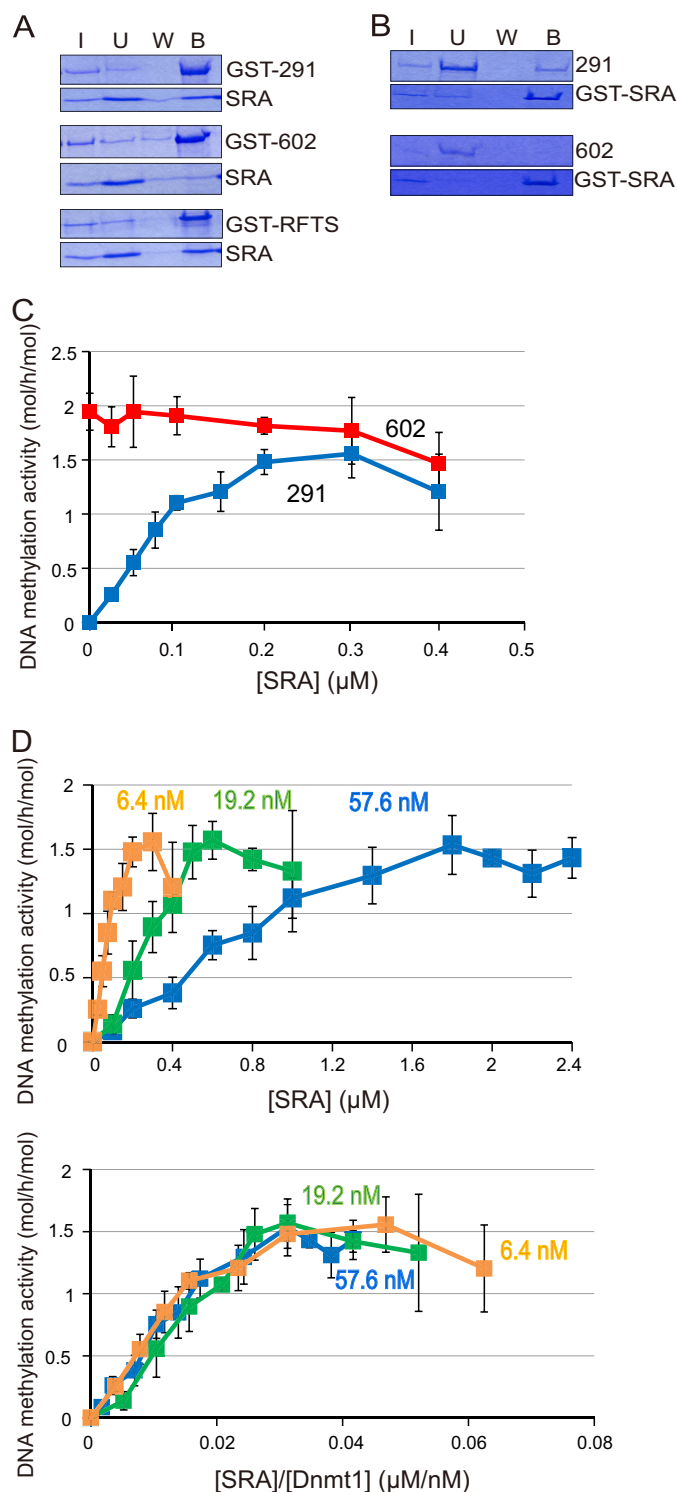 A
I U W B
GST-291
SRA
GST-602
SRA
GST-RFTS
SRA
B
I U W B
291
GST-SRA
602
GST-SRA
C
DNA methylation activity (mol/h/mol)
2.5
2
1.5
1
0.5
0
602
291
0 0.1 0.2 0.3 0.4 0.5
[SRA] (µM)
D
DNA methylation activity (mol/h/mol)
6.4 nM 19.2 nM 57.6 nM
2
1.5
1
0.5
0
0 0.4 0.8 1.2 1.6 2 2.4
[SRA] (µM)
DNA methylation activity (mol/h/mol)
2
1.5
1
0.5
0
19.2 nM
6.4 nM
57.6 nM
0 0.02 0.04 0.06 0.08
[SRA]/[Dnmt1] (µM/nM)